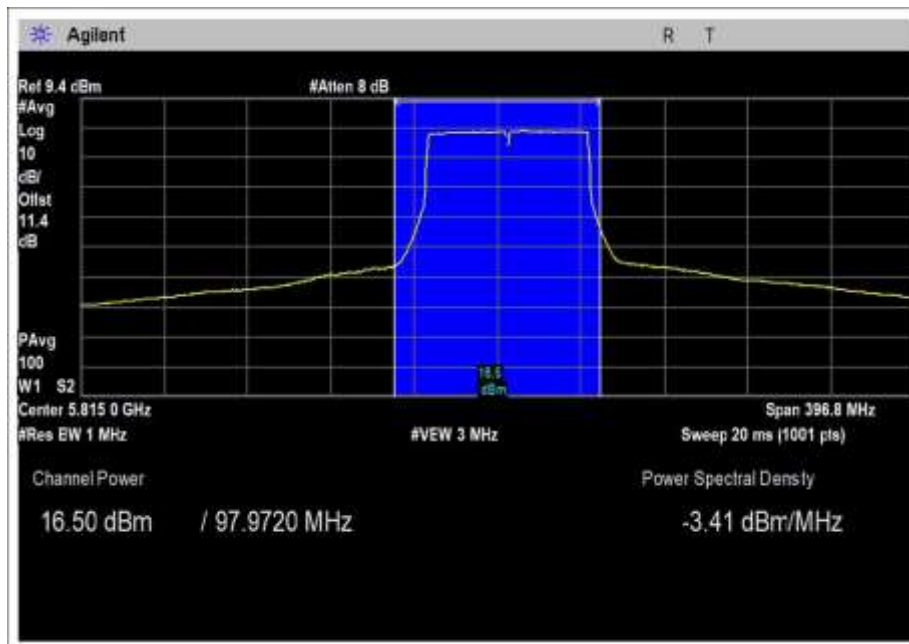 Agilent R T
Ref 9.4 dBm #Atten 8 dB
#Avg
Log
10
dB/
Offst
11.4
dB
PAvg
100
W1 S2
16.5
dBm
Center 5.815 0 GHz Span 396.8 MHz
#Res BW 1 MHz #VBW 3 MHz Sweep 20 ms (1001 pts)
Channel Power Power Spectral Density
16.50 dBm / 97.9720 MHz -3.41 dBm/MHz